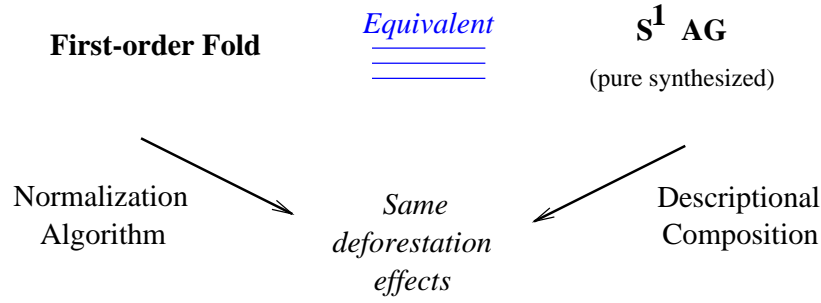 First-order Fold
Equivalent
S¹ AG
(pure synthesized)
Normalization
Algorithm
Same
deforestation
effects
Descriptional
Composition